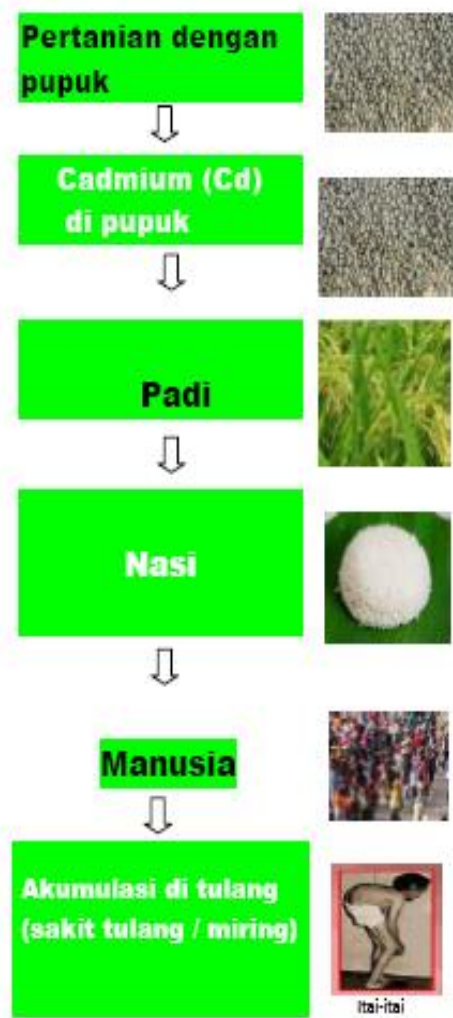 Pertanian dengan
pupuk
Cadmium (Cd)
di pupuk
Padi
Nasi
Manusia
Akumulasi di tulang
(sakit tulang / miring)
Itai-itai